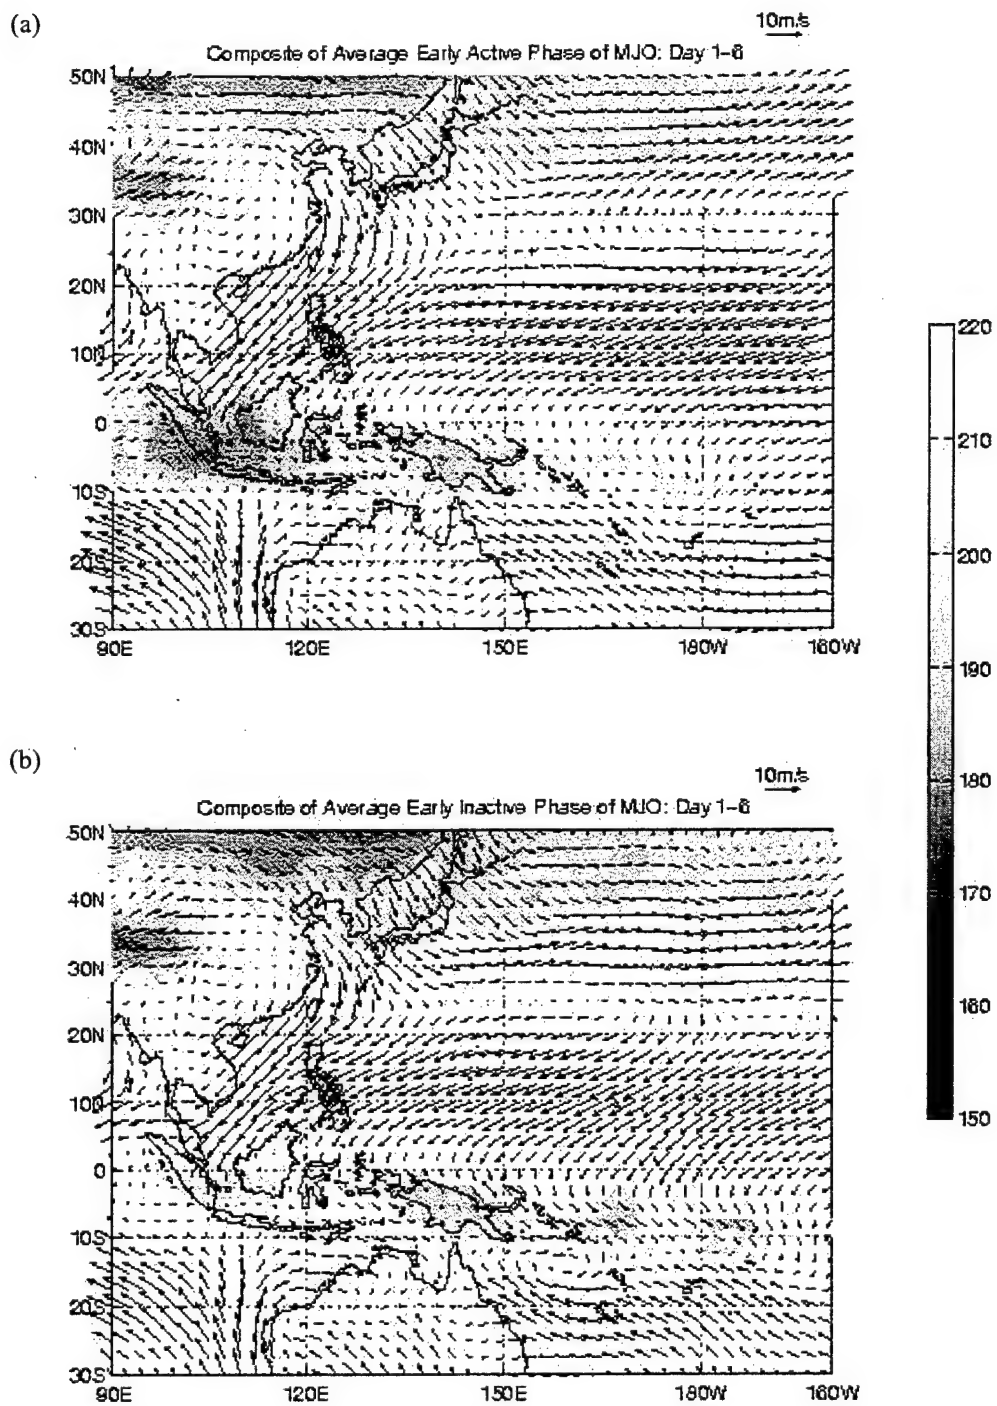 (a)
10m/s
Composite of Average Early Active Phase of MJO: Day 1-6
50N
40N
30N
20N
10N
0
10S
20S
30S
90E 120E 150E 180W 160W
220
210
200
190
180
170
160
150
(b)
10m/s
Composite of Average Early Inactive Phase of MJO: Day 1-6
50N
40N
30N
20N
10N
0
10S
20S
30S
90E 120E 150E 180W 160W